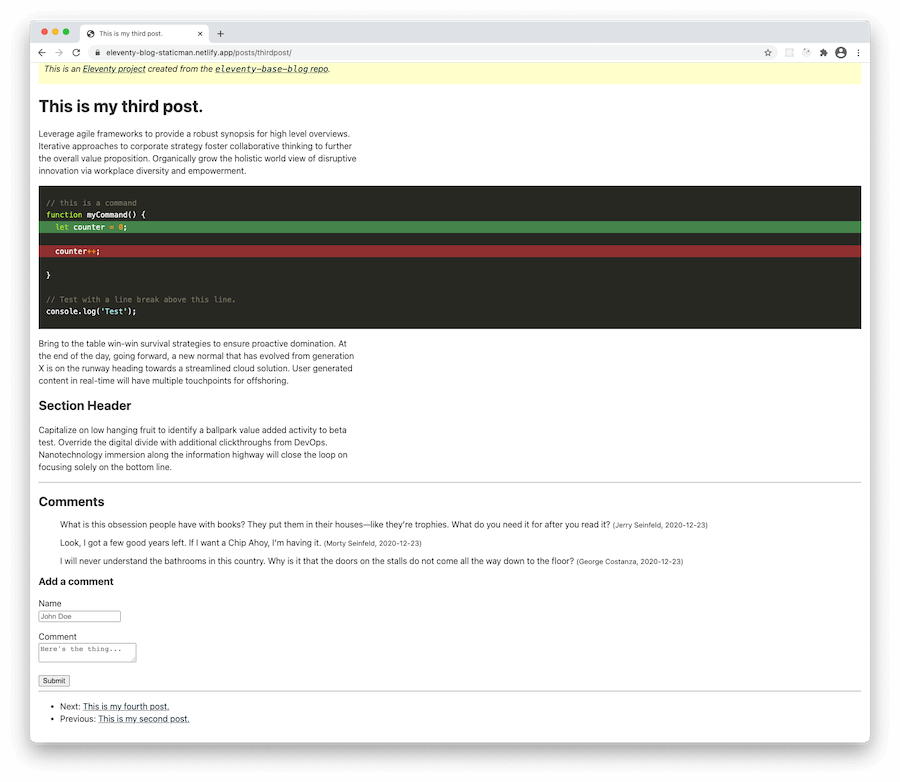 This is my third post.
eleventy-blog-staticman.netlify.app/posts/thirdpost/
This is an Eleventy project created from the eleventy-base-blog repo.
This is my third post.
Leverage agile frameworks to provide a robust synopsis for high level overviews.
Iterative approaches to corporate strategy foster collaborative thinking to further
the overall value proposition. Organically grow the holistic world view of disruptive
innovation via workplace diversity and empowerment.
// this is a command
function myCommand() {
let counter = 0;
counter++;
}
// Test with a line break above this line.
console.log('Test');
Bring to the table win-win survival strategies to ensure proactive domination. At
the end of the day, going forward, a new normal that has evolved from generation
X is on the runway heading towards a streamlined cloud solution. User generated
content in real-time will have multiple touchpoints for offshoring.
Section Header
Capitalize on low hanging fruit to identify a ballpark value added activity to beta
test. Override the digital divide with additional clickthroughs from DevOps.
Nanotechnology immersion along the information highway will close the loop on
focusing solely on the bottom line.
Comments
What is this obsession people have with books? They put them in their houses—like they're trophies. What do you need it for after you read it? (Jerry Seinfeld, 2020-12-23)
Look, I got a few good years left. If I want a Chip Ahoy, I'm having it. (Morty Seinfeld, 2020-12-23)
I will never understand the bathrooms in this country. Why is it that the doors on the stalls do not come all the way down to the floor? (George Costanza, 2020-12-23)
Add a comment
Name
John Doe
Comment
Here's the thing...
Submit
• Next: This is my fourth post.
• Previous: This is my second post.